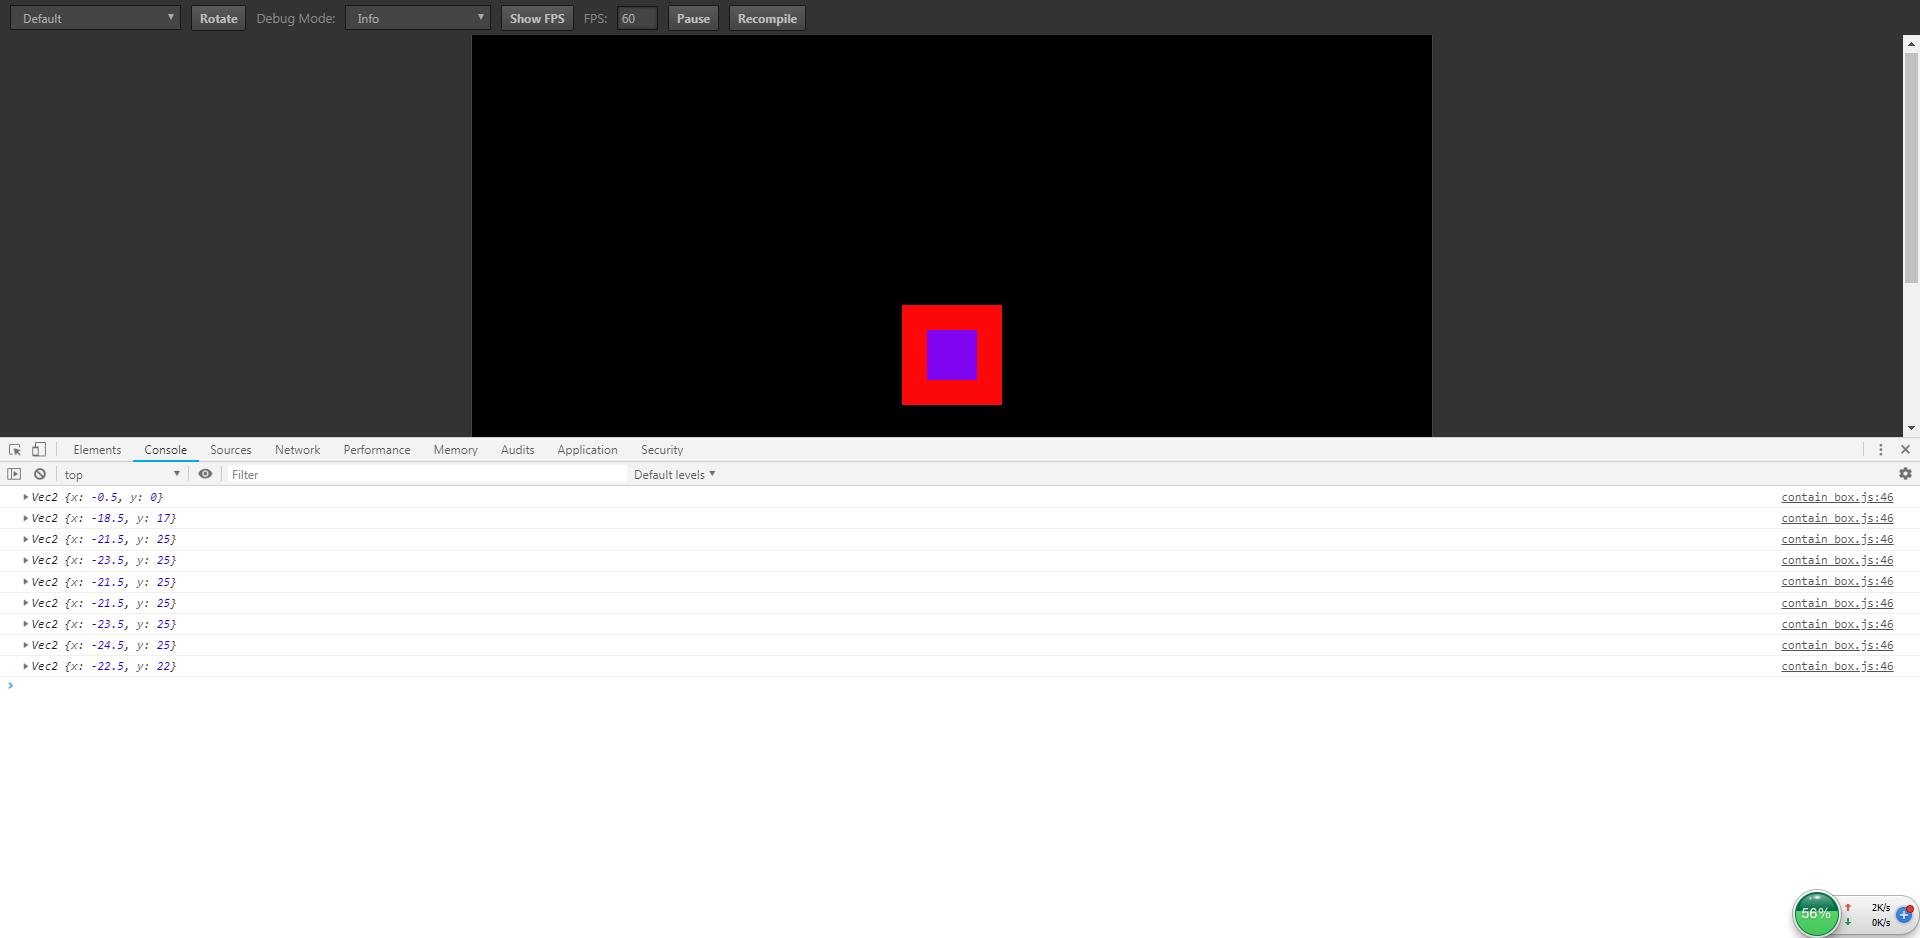 Default Rotate Debug Mode: Info Show FPS FPS: 60 Pause Recompile
Elements Console Sources Network Performance Memory Audits Application Security
top Filter Default levels
Vec2 {x: -0.5, y: 0} contain_box.js:46
Vec2 {x: -18.5, y: 17} contain_box.js:46
Vec2 {x: -21.5, y: 25} contain_box.js:46
Vec2 {x: -23.5, y: 25} contain_box.js:46
Vec2 {x: -21.5, y: 25} contain_box.js:46
Vec2 {x: -21.5, y: 25} contain_box.js:46
Vec2 {x: -23.5, y: 25} contain_box.js:46
Vec2 {x: -24.5, y: 25} contain_box.js:46
Vec2 {x: -22.5, y: 22} contain_box.js:46
56% 2K/s
0K/s